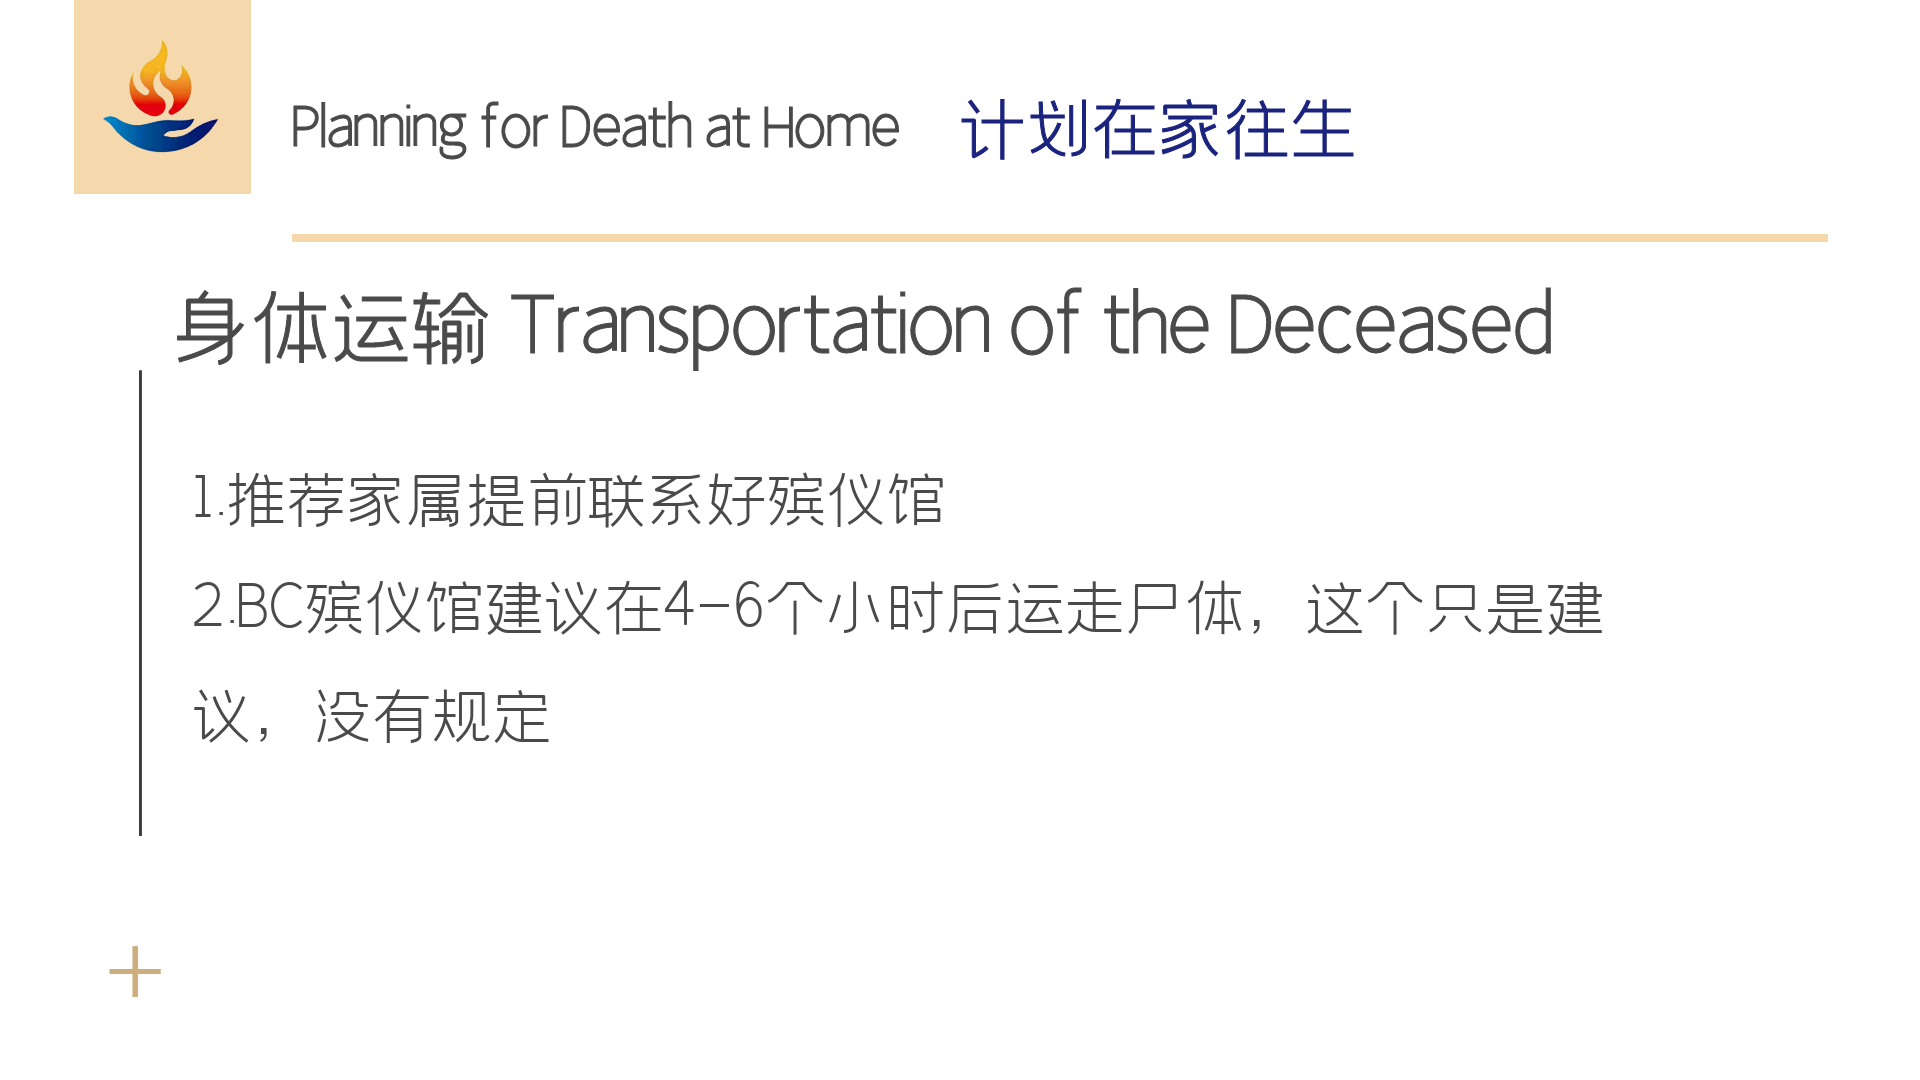 Planning for Death at Home 计划在家往生
身体运输 Transportation of the Deceased
1.推荐家属提前联系好殡仪馆
2.BC殡仪馆建议在4-6个小时后运走尸体，这个只是建
议，没有规定